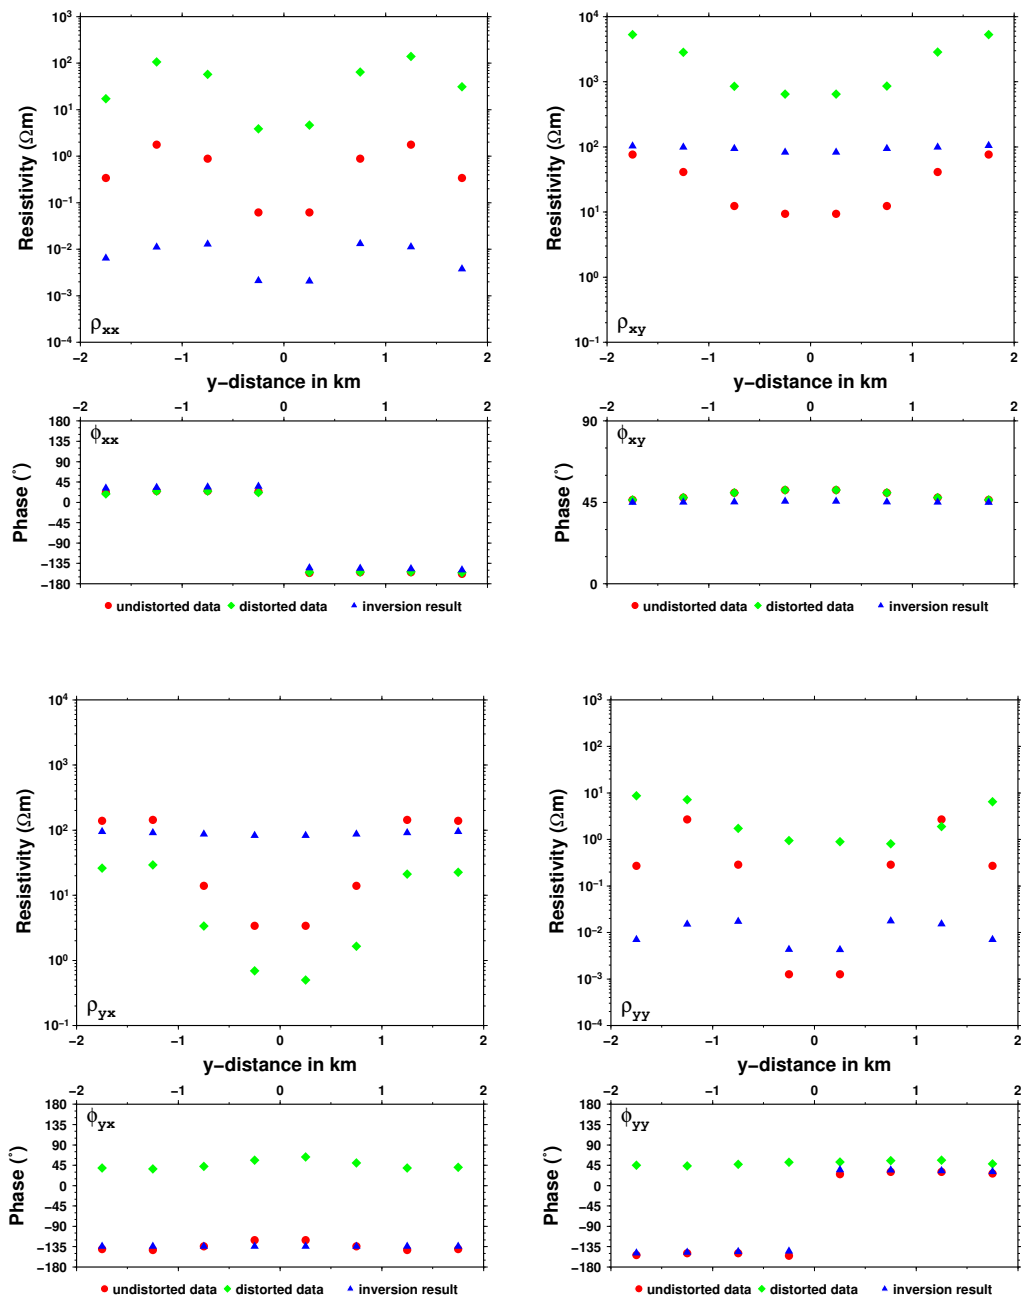 10³ 10⁴
10² 10³
10¹ 10²
10⁰ 10¹
10⁻¹ 10⁰
10⁻² 10⁻¹
10⁻³
10⁻⁴
Resistivity (Ωm) Resistivity (Ωm)
ρxx ρxy
−2 −1 0 1 2 −2 −1 0 1 2
y−distance in km y−distance in km
−2 −1 0 1 2 −2 −1 0 1 2
180 135 90 45 0 −45 −90 −135 −180 90 45 0
Phase (°) Phase (°)
ϕxx ϕxy
undistorted data distorted data inversion result undistorted data distorted data inversion result
10⁴ 10³
10³ 10²
10² 10¹
10¹ 10⁰
10⁰ 10⁻¹
10⁻¹ 10⁻²
10⁻³
10⁻⁴
Resistivity (Ωm) Resistivity (Ωm)
ρyx ρyy
−2 −1 0 1 2 −2 −1 0 1 2
y−distance in km y−distance in km
−2 −1 0 1 2 −2 −1 0 1 2
180 135 90 45 0 −45 −90 −135 −180 180 135 90 45 0 −45 −90 −135 −180
Phase (°) Phase (°)
ϕyx ϕyy
undistorted data distorted data inversion result undistorted data distorted data inversion result